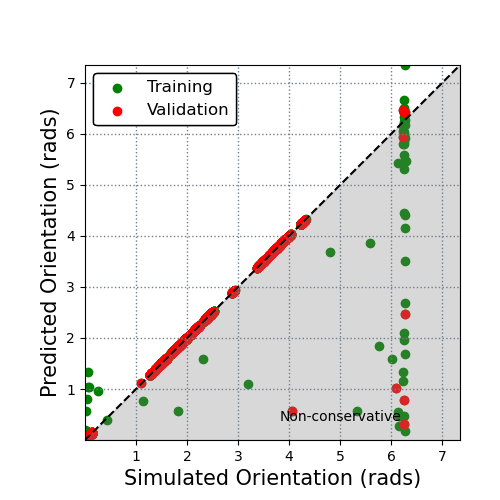 Training
Validation
7
6
5
4
3
2
1
Predicted Orientation (rads)
Non-conservative
1 2 3 4 5 6 7
Simulated Orientation (rads)